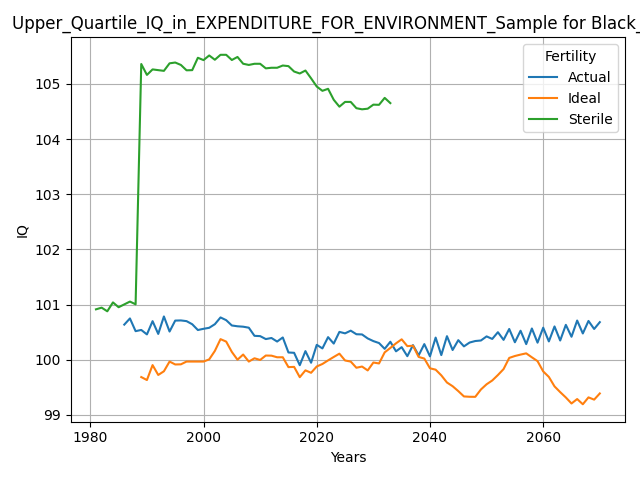 Upper_Quartile_IQ_in_EXPENDITURE_FOR_ENVIRONMENT_Sample for Black_
Fertility
Actual
Ideal
Sterile
105
104
103
102
101
100
99
IQ
1980
2000
2020
2040
2060
Years